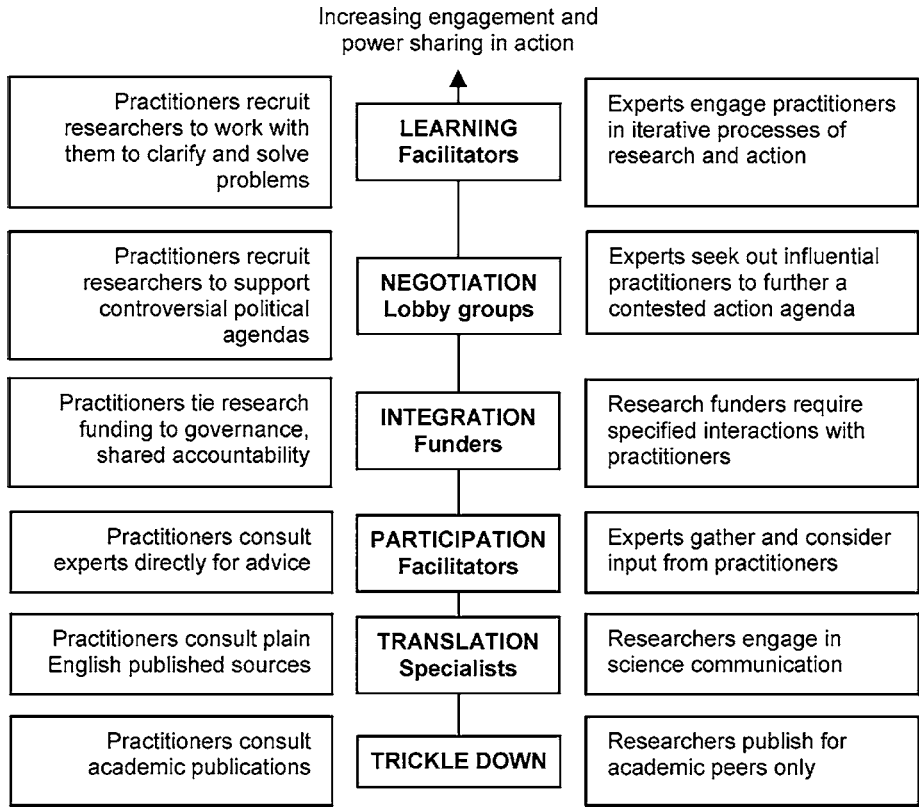 Increasing engagement and
power sharing in action
Practitioners recruit
researchers to work with
them to clarify and solve
problems
LEARNING
Facilitators
Experts engage practitioners
in iterative processes of
research and action
Practitioners recruit
researchers to support
controversial political
agendas
NEGOTIATION
Lobby groups
Experts seek out influential
practitioners to further a
contested action agenda
Practitioners tie research
funding to governance,
shared accountability
INTEGRATION
Funders
Research funders require
specified interactions with
practitioners
Practitioners consult
experts directly for advice
PARTICIPATION
Facilitators
Experts gather and consider
input from practitioners
Practitioners consult plain
English published sources
TRANSLATION
Specialists
Researchers engage in
science communication
Practitioners consult
academic publications
TRICKLE DOWN
Researchers publish for
academic peers only